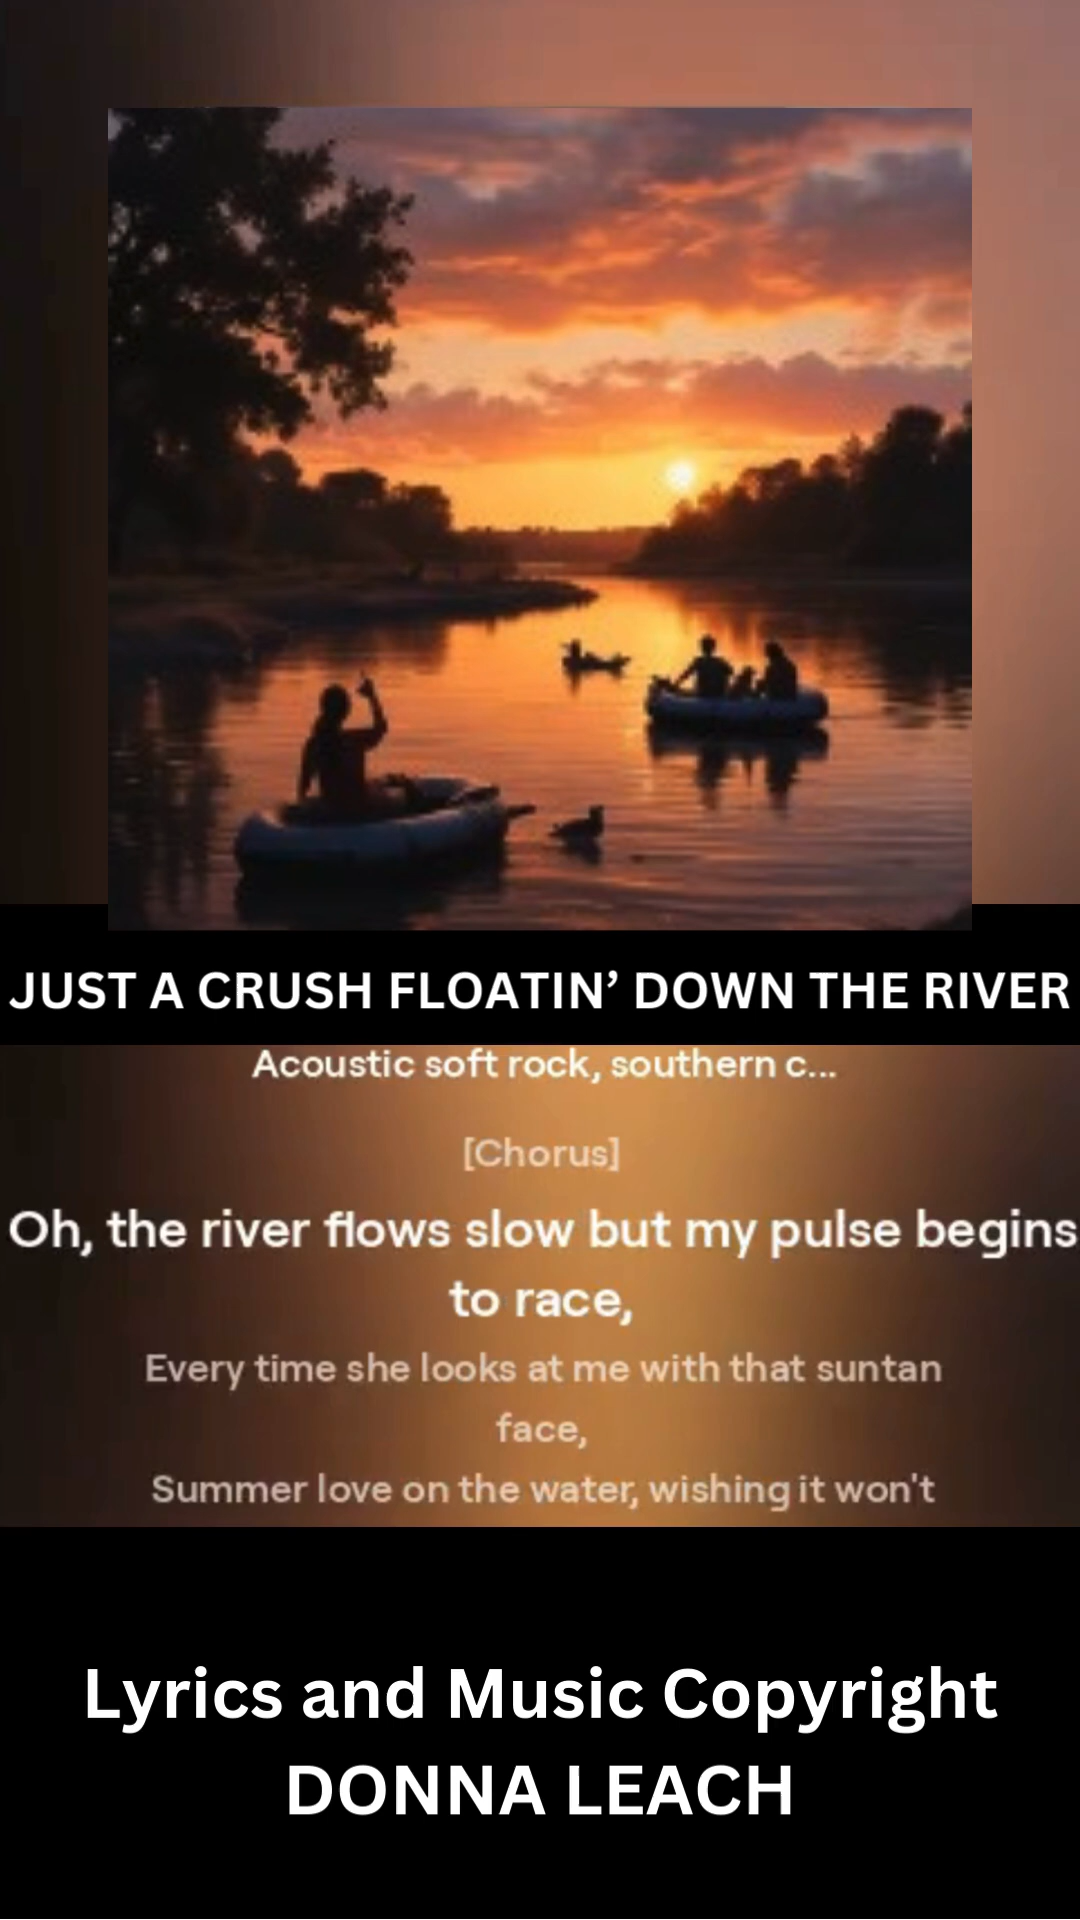 JUST A CRUSH FLOATIN’ DOWN THE RIVER
Acoustic soft rock, southern c...
[Chorus]
Oh, the river flows slow but my pulse begins
to race,
Every time she looks at me with that suntan
face,
Summer love on the water, wishing it won't
Lyrics and Music Copyright
DONNA LEACH